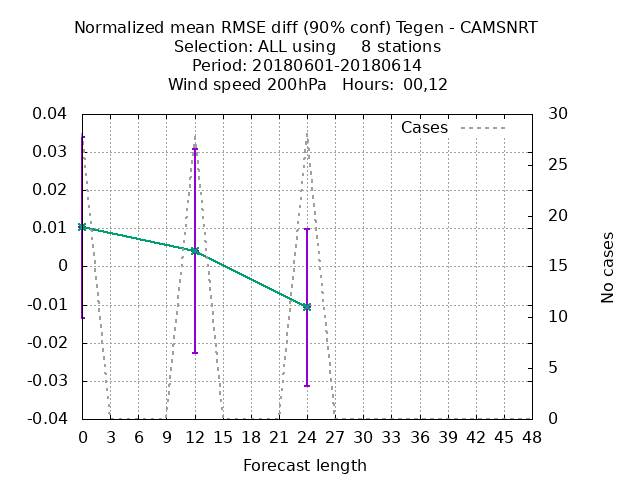 Normalized mean RMSE diff (90% conf) Tegen - CAMSNRT
Selection: ALL using     8 stations
Period: 20180601-20180614
Wind speed 200hPa   Hours:  00,12
Cases
0.04
0.03
0.02
0.01
0
-0.01
-0.02
-0.03
-0.04
30
25
20
15
10
5
0
No cases
0 3 6 9 12 15 18 21 24 27 30 33 36 39 42 45 48
Forecast length